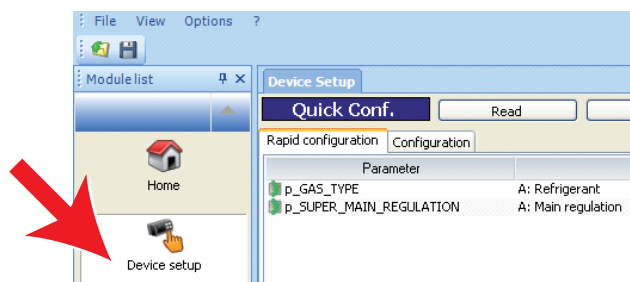 File View Options ?
Module list
Home
Device setup
Device Setup
Quick Conf. Read
Rapid configuration Configuration
Parameter
p_GAS_TYPE A: Refrigerant
p_SUPER_MAIN_REGULATION A: Main regulation